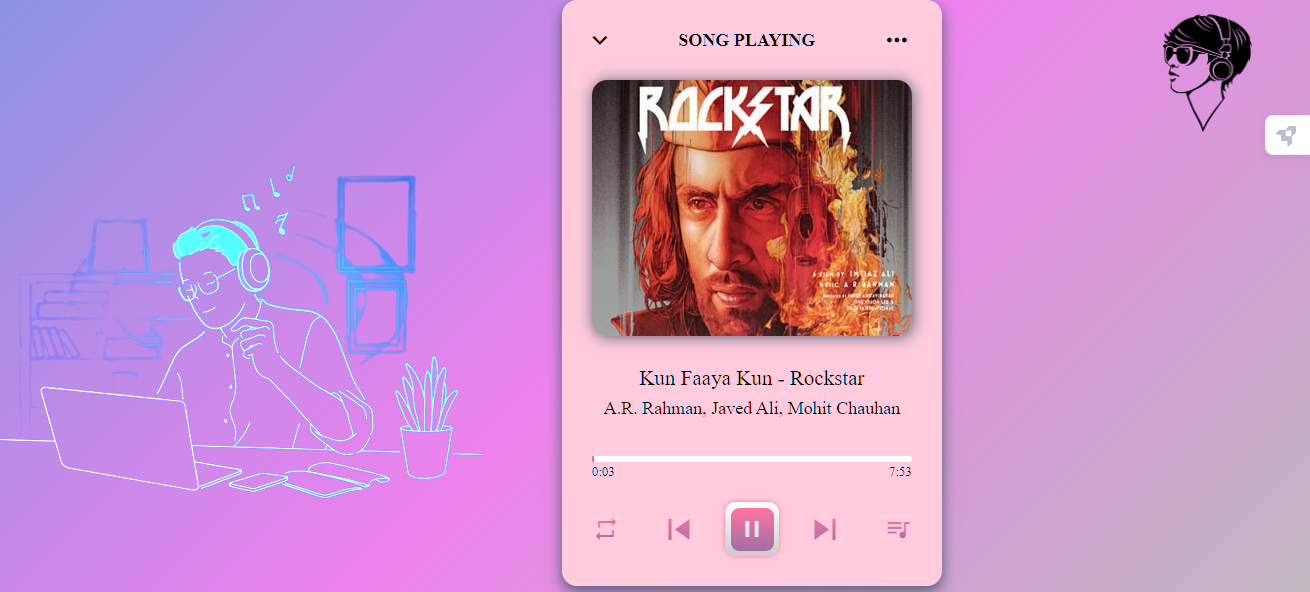 SONG PLAYING
ROCKSTAR
A FILM BY IMTIAZ ALI
MUSIC A R RAHMAN
Kun Faaya Kun - Rockstar
A.R. Rahman, Javed Ali, Mohit Chauhan
0:03 7:53